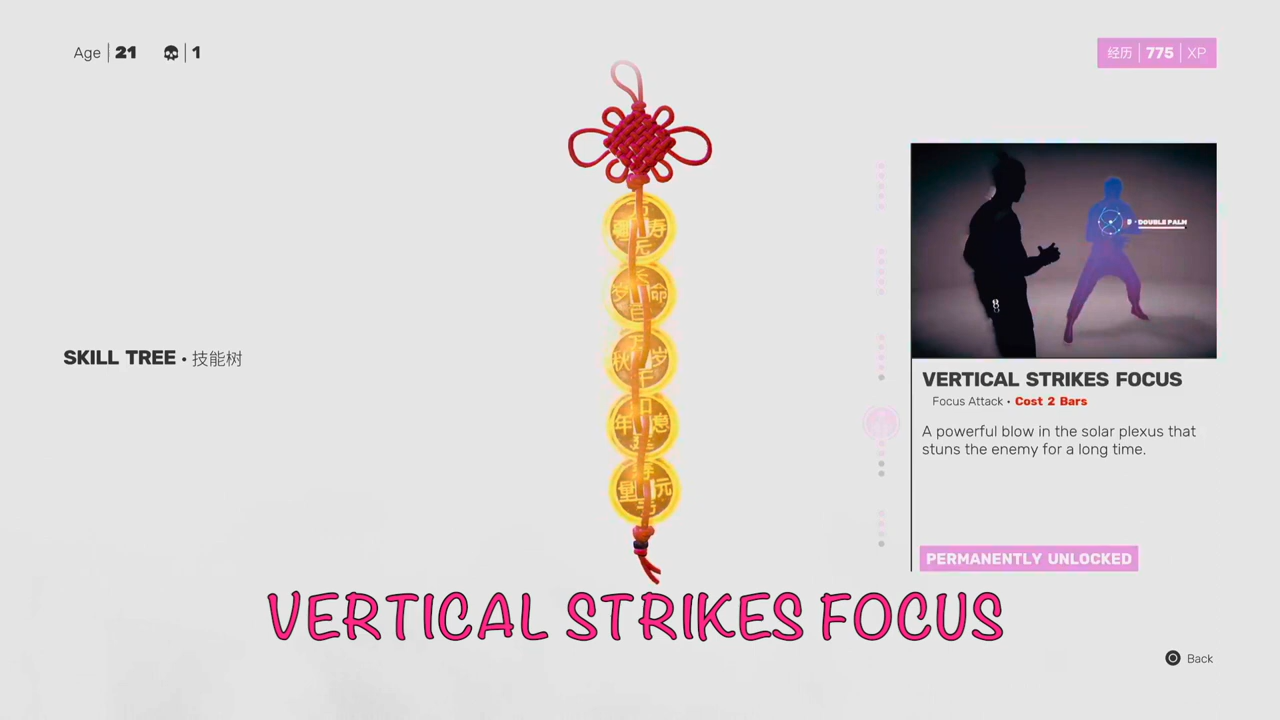 Age | 21 1
经历 | 775 | XP
DOUBLE PALM
SKILL TREE • 技能树
VERTICAL STRIKES FOCUS
Focus Attack • Cost 2 Bars
A powerful blow in the solar plexus that
stuns the enemy for a long time.
PERMANENTLY UNLOCKED
VERTICAL STRIKES FOCUS
Back